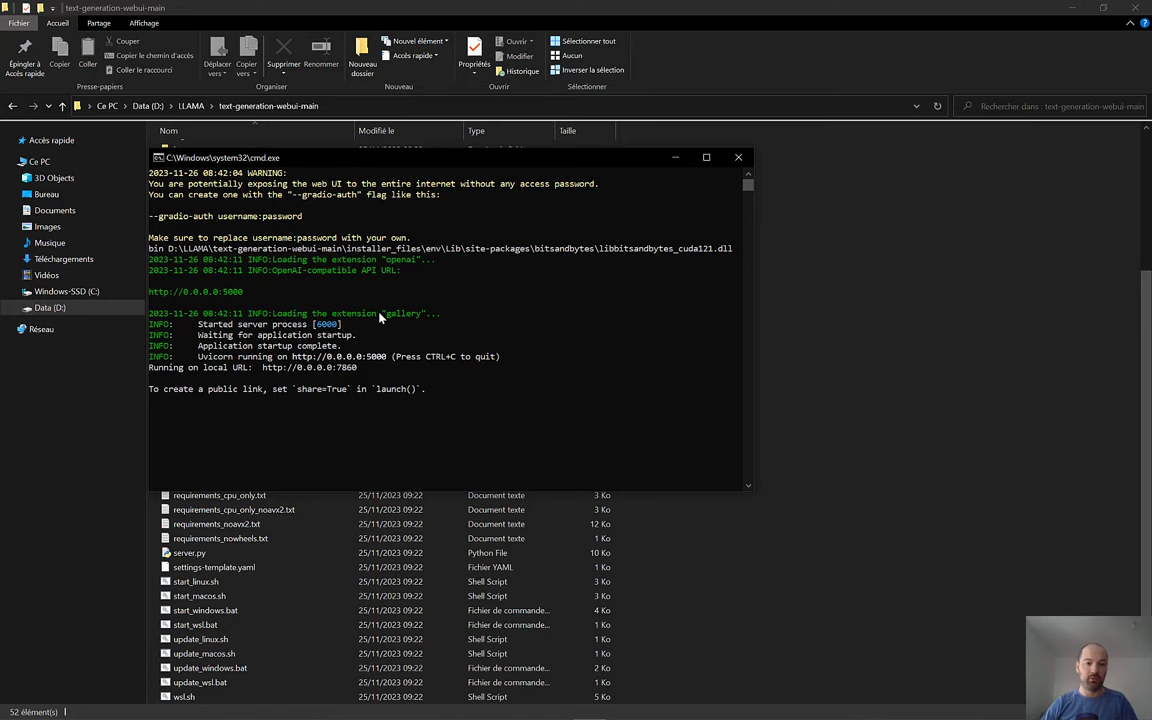 text-generation-webui-main
Fichier Accueil Partage Affichage
Épingler à Accès rapide
Copier
Coller
Couper
Copier le chemin d'accès
Coller le raccourci
Déplacer vers
Copier vers
Supprimer
Renommer
Nouveau dossier
Nouvel élément
Accès rapide
Propriétés
Ouvrir
Modifier
Historique
Sélectionner tout
Aucun
Inverser la sélection
Presse-papiers Organiser Nouveau Ouvrir Sélectionner
Ce PC > Data (D:) > LLAMA > text-generation-webui-main
Rechercher dans : text-generation-webui-main
Nom Modifié le Type Taille
Accès rapide
Ce PC
3D Objects
Bureau
Documents
Images
Musique
Téléchargements
Vidéos
Windows-SSD (C:)
Data (D:)
Réseau
C:\Windows\system32\cmd.exe
2023-11-26 08:42:04 WARNING:
You are potentially exposing the web UI to the entire internet without any access password.
You can create one with the "--gradio-auth" flag like this:
--gradio-auth username:password
Make sure to replace username:password with your own.
bin D:\LLAMA\text-generation-webui-main\installer_files\env\Lib\site-packages\bitsandbytes\libbitsandbytes_cuda121.dll
2023-11-26 08:42:11 INFO:Loading the extension "openai"...
2023-11-26 08:42:11 INFO:OpenAI-compatible API URL:
http://0.0.0.0:5000
2023-11-26 08:42:11 INFO:Loading the extension "gallery"...
INFO: Started server process [6000]
INFO: Waiting for application startup.
INFO: Application startup complete.
INFO: Uvicorn running on http://0.0.0.0:5000 (Press CTRL+C to quit)
Running on local URL: http://0.0.0.0:7860
To create a public link, set `share=True` in `launch()`.
requirements_cpu_only.txt 25/11/2023 09:22 Document texte 3 Ko
requirements_cpu_only_noavx2.txt 25/11/2023 09:22 Document texte 3 Ko
requirements_noavx2.txt 25/11/2023 09:22 Document texte 12 Ko
requirements_nowheels.txt 25/11/2023 09:22 Document texte 1 Ko
server.py 25/11/2023 09:22 Python File 10 Ko
settings-template.yaml 25/11/2023 09:22 Fichier YAML 1 Ko
start_linux.sh 25/11/2023 09:22 Shell Script 3 Ko
start_macos.sh 25/11/2023 09:22 Shell Script 3 Ko
start_windows.bat 25/11/2023 09:22 Fichier de commande... 4 Ko
start_wsl.bat 25/11/2023 09:22 Fichier de commande... 1 Ko
update_linux.sh 25/11/2023 09:22 Shell Script 1 Ko
update_macos.sh 25/11/2023 09:22 Shell Script 1 Ko
update_windows.bat 25/11/2023 09:22 Fichier de commande... 2 Ko
update_wsl.bat 25/11/2023 09:22 Fichier de commande... 1 Ko
wsl.sh 25/11/2023 09:22 Shell Script 5 Ko
52 élément(s)